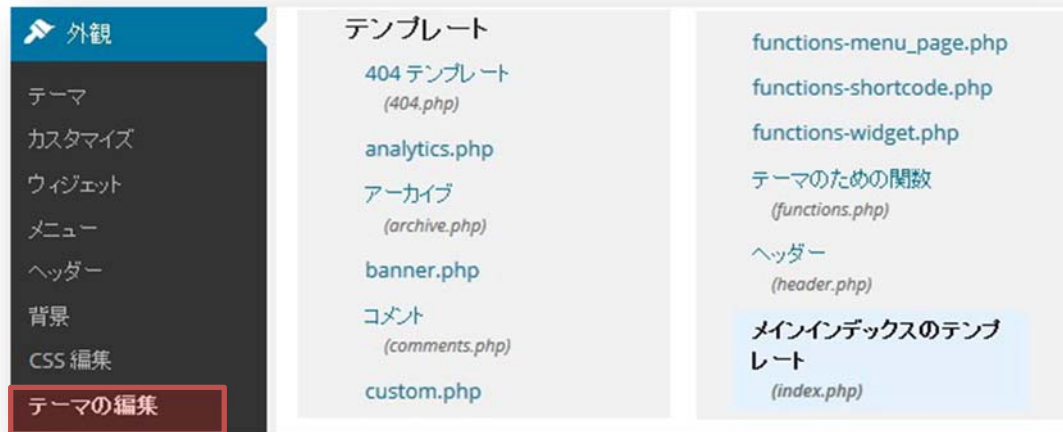 外観
テーマ
カスタマイズ
ウィジェット
メニュー
ヘッダー
背景
CSS 編集
テーマの編集
テンプレート
404 テンプレート
(404.php)
analytics.php
アーカイブ
(archive.php)
banner.php
コメント
(comments.php)
custom.php
functions-menu_page.php
functions-shortcode.php
functions-widget.php
テーマのための関数
(functions.php)
ヘッダー
(header.php)
メインインデックスのテンプ
レート
(index.php)